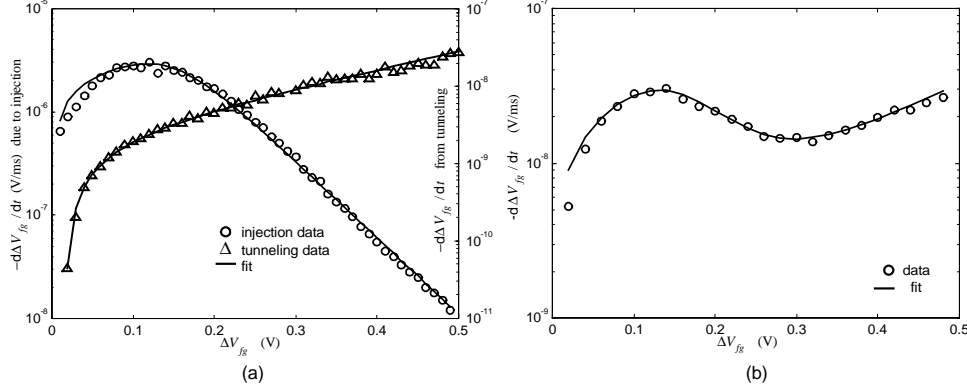 10⁻⁵
10⁻⁶
10⁻⁷
10⁻⁸
−dΔV_fg / dt (V/ms) due to injection
10⁻⁷
10⁻⁸
10⁻⁹
10⁻¹⁰
10⁻¹¹
−dΔV_fg / dt from tunneling
injection data
tunneling data
fit
0 0.1 0.2 0.3 0.4 0.5
ΔV_fg (V)
(a)
10⁻⁷
10⁻⁸
10⁻⁹
-dΔV_fg / dt (V/ms)
data
fit
0 0.1 0.2 0.3 0.4 0.5
ΔV_fg (V)
(b)